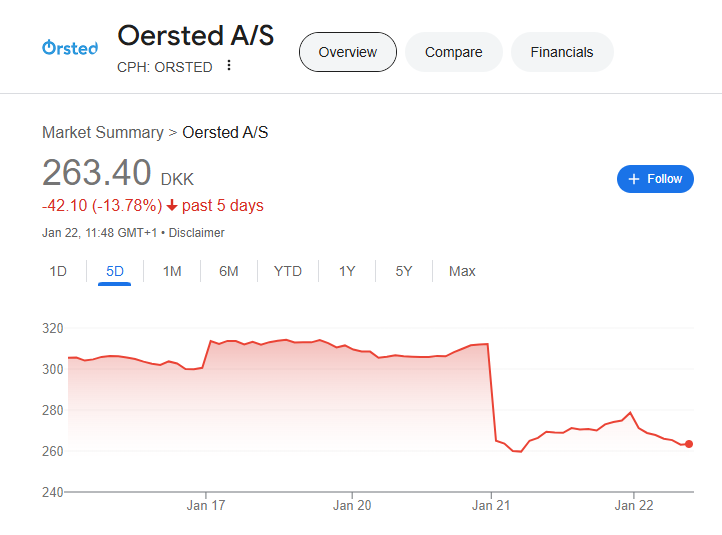 Orsted
Oersted A/S
CPH: ORSTED
Overview
Compare
Financials
Market Summary > Oersted A/S
263.40 DKK
+ Follow
-42.10 (-13.78%) ↓ past 5 days
Jan 22, 11:48 GMT+1 • Disclaimer
1D
5D
1M
6M
YTD
1Y
5Y
Max
320
300
280
260
240
Jan 17
Jan 20
Jan 21
Jan 22